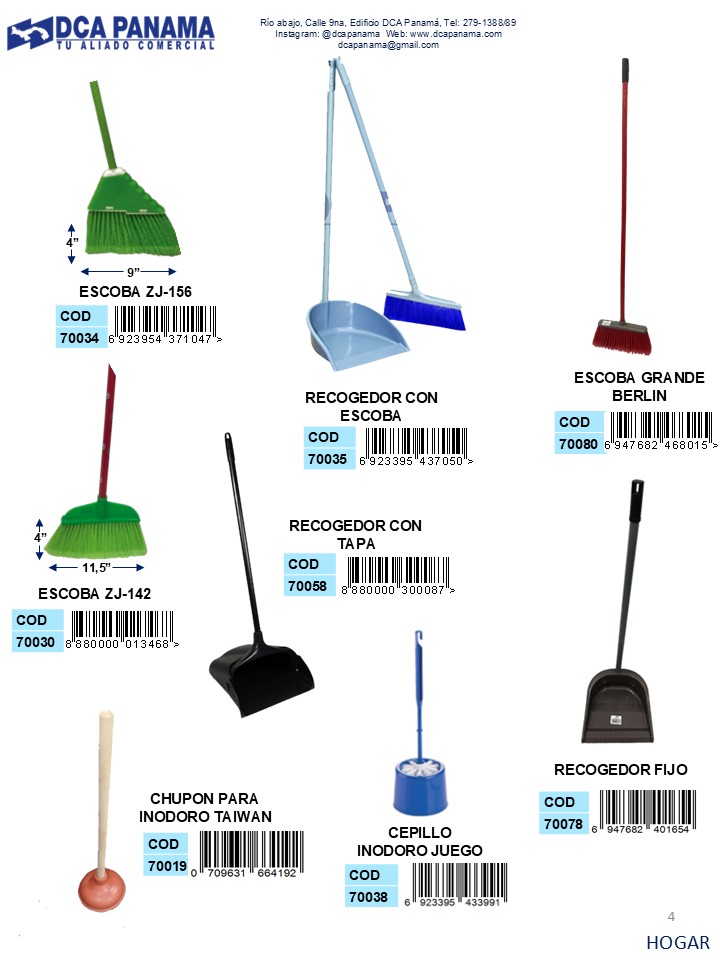 DCA PANAMA
TU ALIADO COMERCIAL
Río abajo, Calle 9na, Edificio DCA Panamá, Tel: 279-1388/89
Instagram: @dcapanama Web: www.dcapanama.com
dcapanama@gmail.com
4”
9”
ESCOBA ZJ-156
COD
70034
6 923954 371047 >
RECOGEDOR CON
ESCOBA
COD
70035
6 923395 437050 >
ESCOBA GRANDE
BERLIN
COD
70080
6 947682 468015 >
4”
11,5”
ESCOBA ZJ-142
COD
70030
8 880000 013468 >
RECOGEDOR CON
TAPA
COD
70058
8 880000 300087 >
RECOGEDOR FIJO
COD
70078
6 947682 401654
CHUPON PARA
INODORO TAIWAN
COD
70019
0 709631 664192
CEPILLO
INODORO JUEGO
COD
70038
6 923395 433991
4
HOGAR